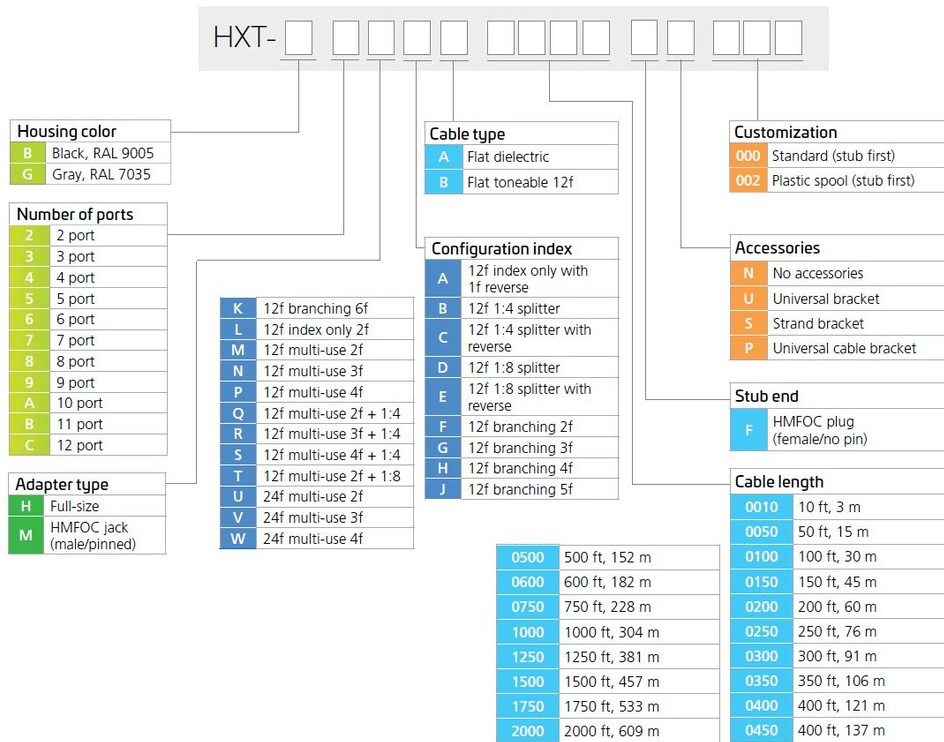 HXT-
Housing color
B Black, RAL 9005
G Gray, RAL 7035
Number of ports
2 2 port
3 3 port
4 4 port
5 5 port
6 6 port
7 7 port
8 8 port
9 9 port
A 10 port
B 11 port
C 12 port
Adapter type
H Full-size
M HMFOC jack
(male/pinned)
K 12f branching 6f
L 12f index only 2f
M 12f multi-use 2f
N 12f multi-use 3f
P 12f multi-use 4f
Q 12f multi-use 2f + 1:4
R 12f multi-use 3f + 1:4
S 12f multi-use 4f + 1:4
T 12f multi-use 2f + 1:8
U 24f multi-use 2f
V 24f multi-use 3f
W 24f multi-use 4f
Cable type
A Flat dielectric
B Flat toneable 12f
Configuration index
A 12f index only with
1f reverse
B 12f 1:4 splitter
C 12f 1:4 splitter with
reverse
D 12f 1:8 splitter
E 12f 1:8 splitter with
reverse
F 12f branching 2f
G 12f branching 3f
H 12f branching 4f
J 12f branching 5f
Customization
000 Standard (stub first)
002 Plastic spool (stub first)
Accessories
N No accessories
U Universal bracket
S Strand bracket
P Universal cable bracket
Stub end
F HMFOC plug
(female/no pin)
Cable length
0010 10 ft, 3 m
0050 50 ft, 15 m
0100 100 ft, 30 m
0150 150 ft, 45 m
0200 200 ft, 60 m
0250 250 ft, 76 m
0300 300 ft, 91 m
0350 350 ft, 106 m
0400 400 ft, 121 m
0450 400 ft, 137 m
0500 500 ft, 152 m
0600 600 ft, 182 m
0750 750 ft, 228 m
1000 1000 ft, 304 m
1250 1250 ft, 381 m
1500 1500 ft, 457 m
1750 1750 ft, 533 m
2000 2000 ft, 609 m